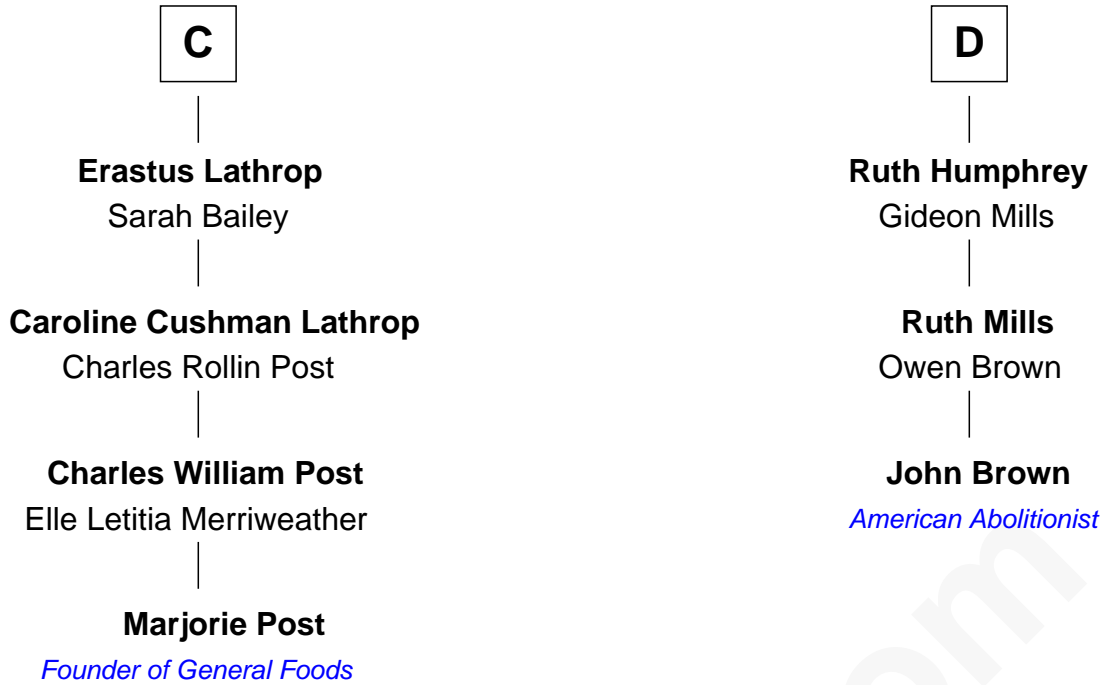 C
Erastus Lathrop
Sarah Bailey
Caroline Cushman Lathrop
Charles Rollin Post
Charles William Post
Elle Letitia Merriweather
Marjorie Post
Founder of General Foods
D
Ruth Humphrey
Gideon Mills
Ruth Mills
Owen Brown
John Brown
American Abolitionist
om